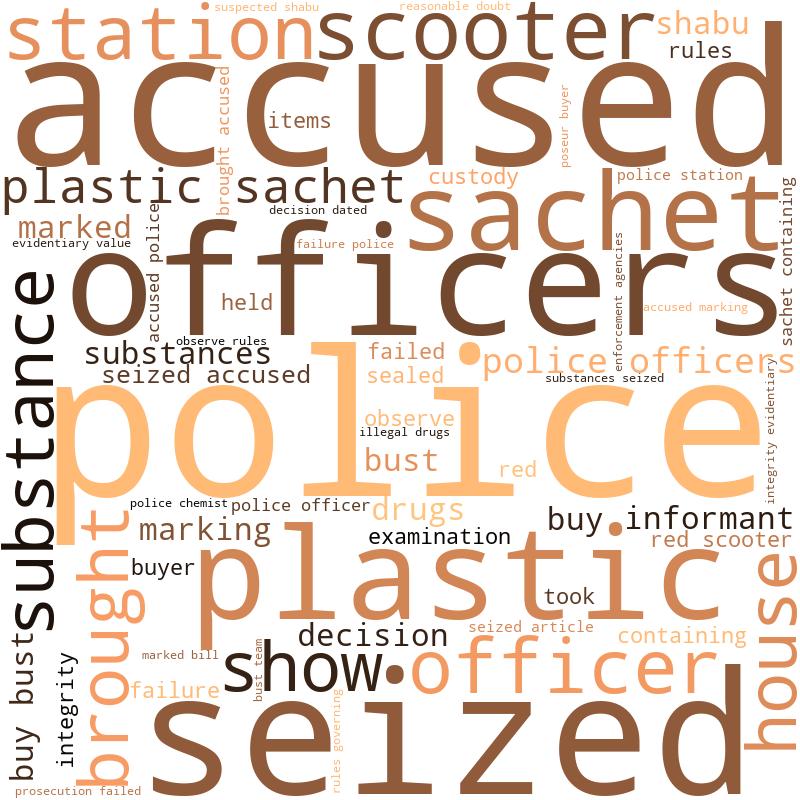 suspected shabu
reasonable doubt
station
scooter
shabu
rules
accused
brought accused
items
poseur buyer
plastic sachet
custody
police station
sachet
sachet containing
decision dated
marked
evidentiary value
accused police
failure police
officers
held
enforcement agencies
accused marking
observe rules
substances
failed
police officers
seized accused
sealed
substances seized
substance
police
integrity evidentiary
observe
illegal drugs
bust
red
police chemist
police officer
drugs
buy
informant
marking
examination
red scooter
brought
plastic
buyer
took
house
decision
seized article
containing
buy bust
integrity
marked bill
bust team
show
officer
failure
rules governing
seized
prosecution failed